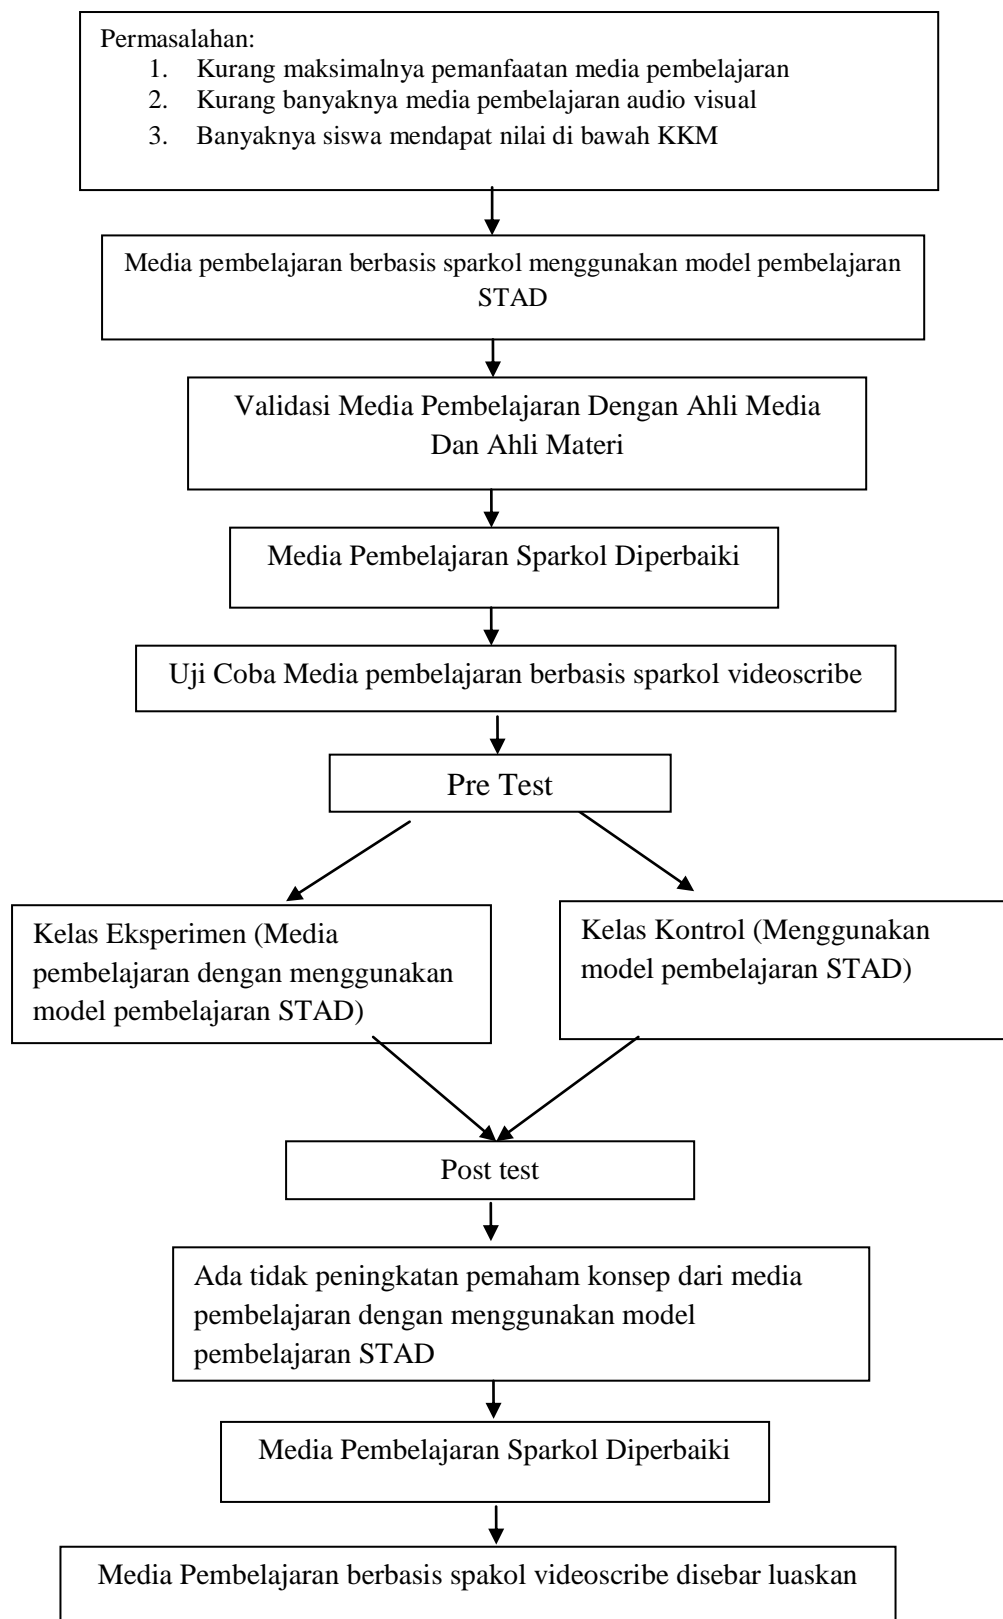 Permasalahan:
1. Kurang maksimalnya pemanfaatan media pembelajaran
2. Kurang banyaknya media pembelajaran audio visual
3. Banyaknya siswa mendapat nilai di bawah KKM
Media pembelajaran berbasis sparkol menggunakan model pembelajaran
STAD
Validasi Media Pembelajaran Dengan Ahli Media
Dan Ahli Materi
Media Pembelajaran Sparkol Diperbaiki
Uji Coba Media pembelajaran berbasis sparkol videoscribe
Pre Test
Kelas Eksperimen (Media
pembelajaran dengan menggunakan
model pembelajaran STAD)
Kelas Kontrol (Menggunakan
model pembelajaran STAD)
Post test
Ada tidak peningkatan pemaham konsep dari media
pembelajaran dengan menggunakan model
pembelajaran STAD
Media Pembelajaran Sparkol Diperbaiki
Media Pembelajaran berbasis spakol videoscribe disebar luaskan